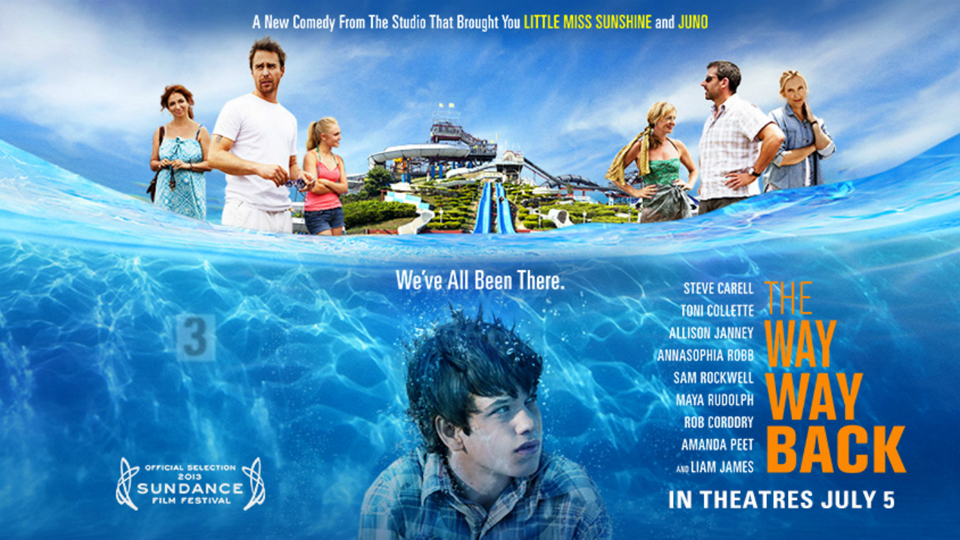 A New Comedy From The Studio That Brought You LITTLE MISS SUNSHINE and JUNO
We've All Been There.
STEVE CARELL
TONI COLLETTE
ALLISON JANNEY
ANNASOPHIA ROBB
SAM ROCKWELL
MAYA RUDOLPH
ROB CORDDRY
AMANDA PEET
AND LIAM JAMES
THE
WAY
WAY
BACK
IN THEATRES JULY 5
3
OFFICIAL SELECTION
2013
SUNDANCE
FILM FESTIVAL